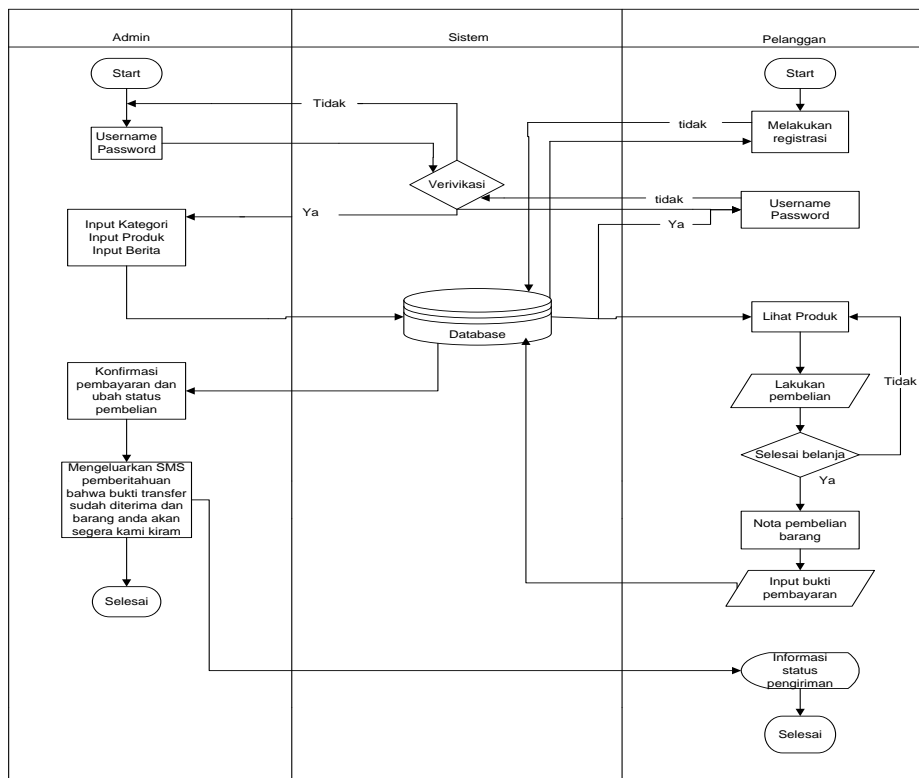 Admin
Sistem
Pelanggan
Start
Tidak
Username
Password
Verivikasi
Ya
Input Kategori
Input Produk
Input Berita
Database
Konfirmasi
pembayaran dan
ubah status
pembelian
Mengeluarkan SMS
pemberitahuan
bahwa bukti transfer
sudah diterima dan
barang anda akan
segera kami kiram
Selesai
Start
tidak
Melakukan
registrasi
tidak
Username
Password
Ya
Lihat Produk
Tidak
Lakukan
pembelian
Selesai belanja
Ya
Nota pembelian
barang
Input bukti
pembayaran
Informasi
status
pengiriman
Selesai